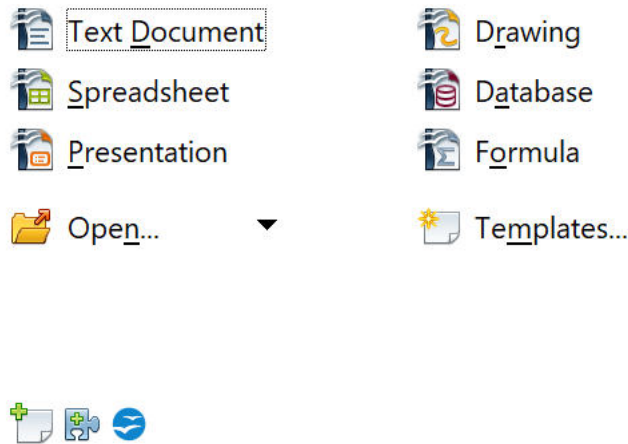 Text Document
Drawing
Spreadsheet
Database
Presentation
Formula
Open...
Templates...